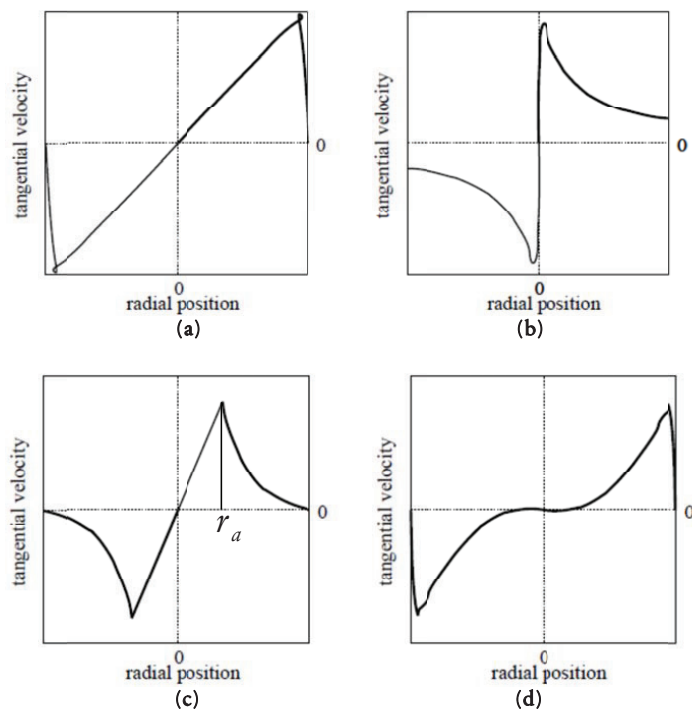 tangential velocity
0
0
radial position
(a)
tangential velocity
0
0
radial position
(b)
tangential velocity
0
r_a
0
radial position
(c)
tangential velocity
0
0
radial position
(d)